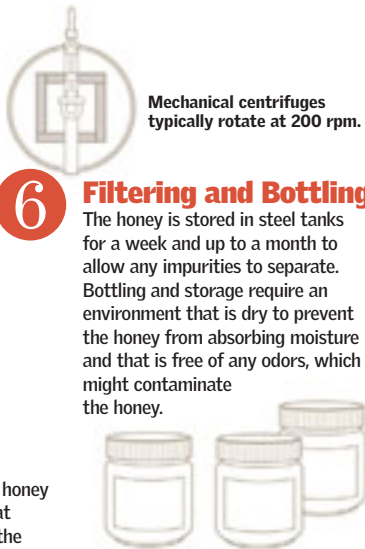 Mechanical centrifuges
typically rotate at 200 rpm.
6
Filtering and Bottling
The honey is stored in steel tanks
for a week and up to a month to
allow any impurities to separate.
Bottling and storage require an
environment that is dry to prevent
the honey from absorbing moisture
and that is free of any odors, which
might contaminate
the honey.
honey
at
the